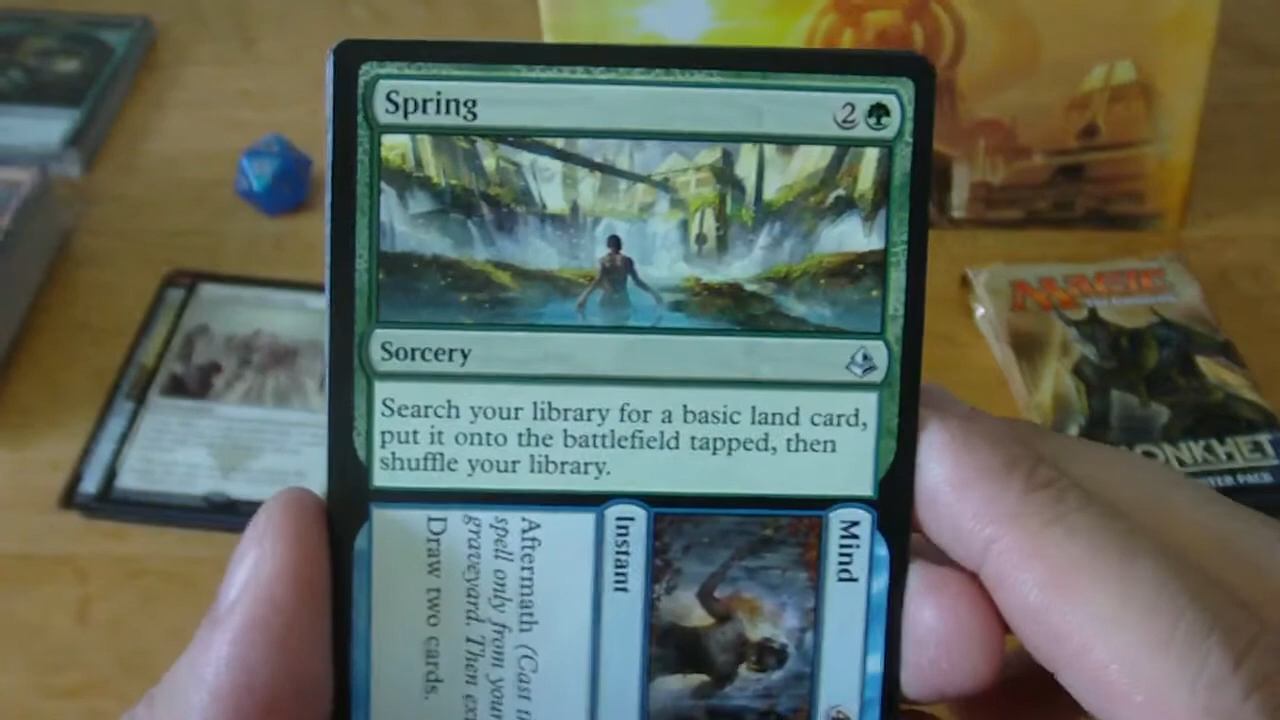 Spring 2
Sorcery
Search your library for a basic land card,
put it onto the battlefield tapped, then
shuffle your library.
Mind
Instant
Aftermath (Cast
spell only from your
graveyard. Then
Draw two cards.
MAGIC
ONKHET
PACK